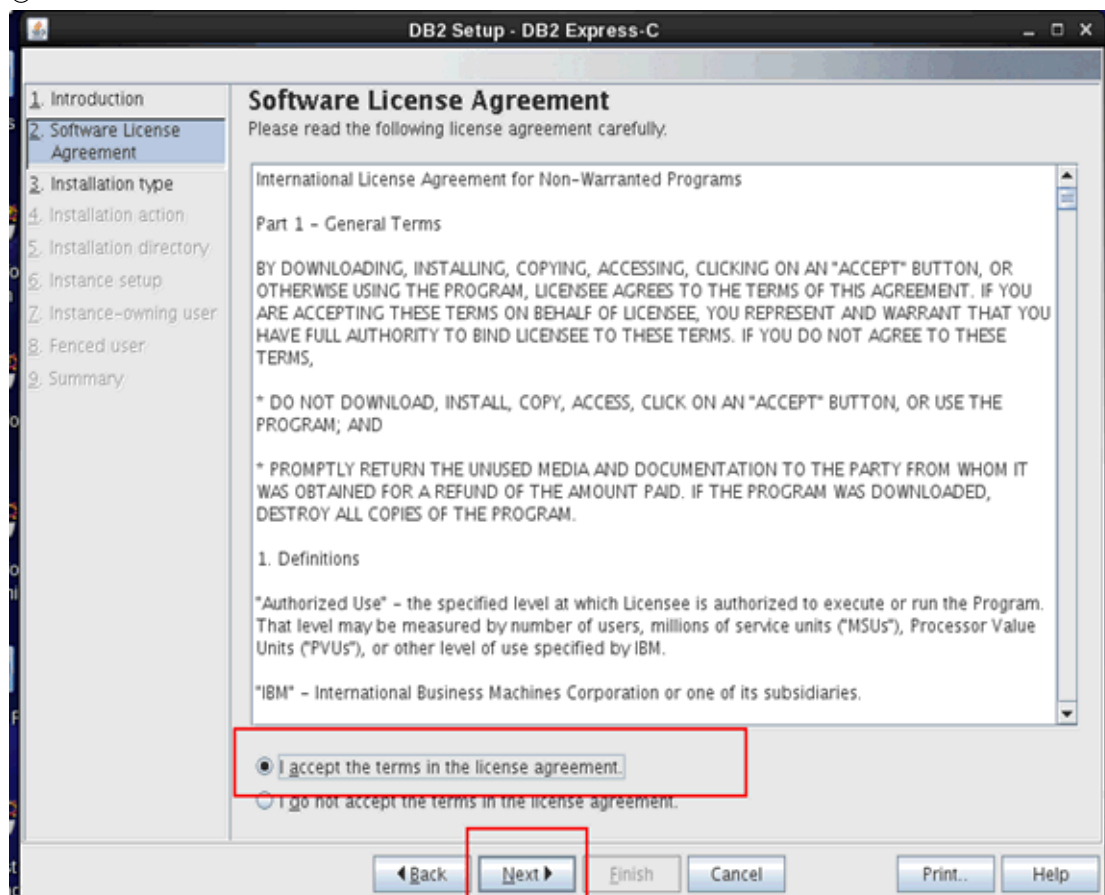 DB2 Setup - DB2 Express-C
1. Introduction
2. Software License
Agreement
3. Installation type
4. Installation action
5. Installation directory
6. Instance setup
7. Instance-owning user
8. Fenced user
9. Summary
Software License Agreement
Please read the following license agreement carefully.
International License Agreement for Non-Warranted Programs
Part 1 - General Terms
BY DOWNLOADING, INSTALLING, COPYING, ACCESSING, CLICKING ON AN "ACCEPT" BUTTON, OR
OTHERWISE USING THE PROGRAM, LICENSEE AGREES TO THE TERMS OF THIS AGREEMENT. IF YOU
ARE ACCEPTING THESE TERMS ON BEHALF OF LICENSEE, YOU REPRESENT AND WARRANT THAT YOU
HAVE FULL AUTHORITY TO BIND LICENSEE TO THESE TERMS. IF YOU DO NOT AGREE TO THESE
TERMS,
* DO NOT DOWNLOAD, INSTALL, COPY, ACCESS, CLICK ON AN "ACCEPT" BUTTON, OR USE THE
PROGRAM; AND
* PROMPTLY RETURN THE UNUSED MEDIA AND DOCUMENTATION TO THE PARTY FROM WHOM IT
WAS OBTAINED FOR A REFUND OF THE AMOUNT PAID. IF THE PROGRAM WAS DOWNLOADED,
DESTROY ALL COPIES OF THE PROGRAM.
1. Definitions
"Authorized Use" - the specified level at which Licensee is authorized to execute or run the Program.
That level may be measured by number of users, millions of service units ("MSUs"), Processor Value
Units ("PVUs"), or other level of use specified by IBM.
"IBM" - International Business Machines Corporation or one of its subsidiaries.
I accept the terms in the license agreement.
I do not accept the terms in the license agreement.
Back Next Finish Cancel Print.. Help